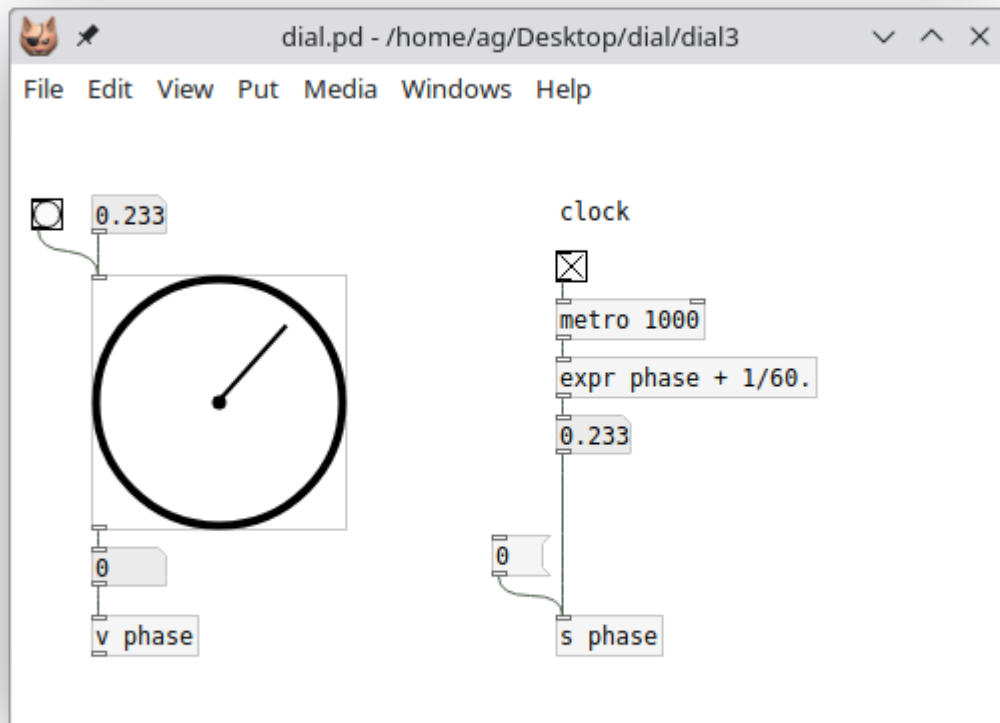 dial.pd - /home/ag/Desktop/dial/dial3
File Edit View Put Media Windows Help
0.233
clock
metro 1000
expr phase + 1/60.
0.233
0
0
v phase
s phase